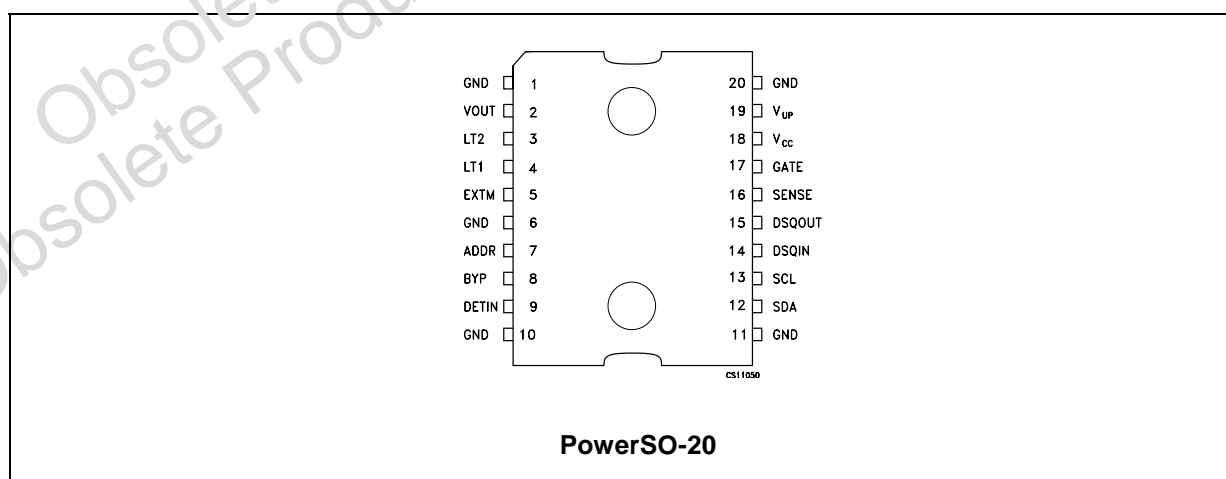 Obsolete
Obsolete Produ
GND 1 20 GND
VOUT 2 19 VUP
LT2 3 18 VCC
LT1 4 17 GATE
EXTM 5 16 SENSE
GND 6 15 DSQOUT
ADDR 7 14 DSQIN
BYP 8 13 SCL
DETIN 9 12 SDA
GND 10 11 GND
CS11050
PowerSO-20